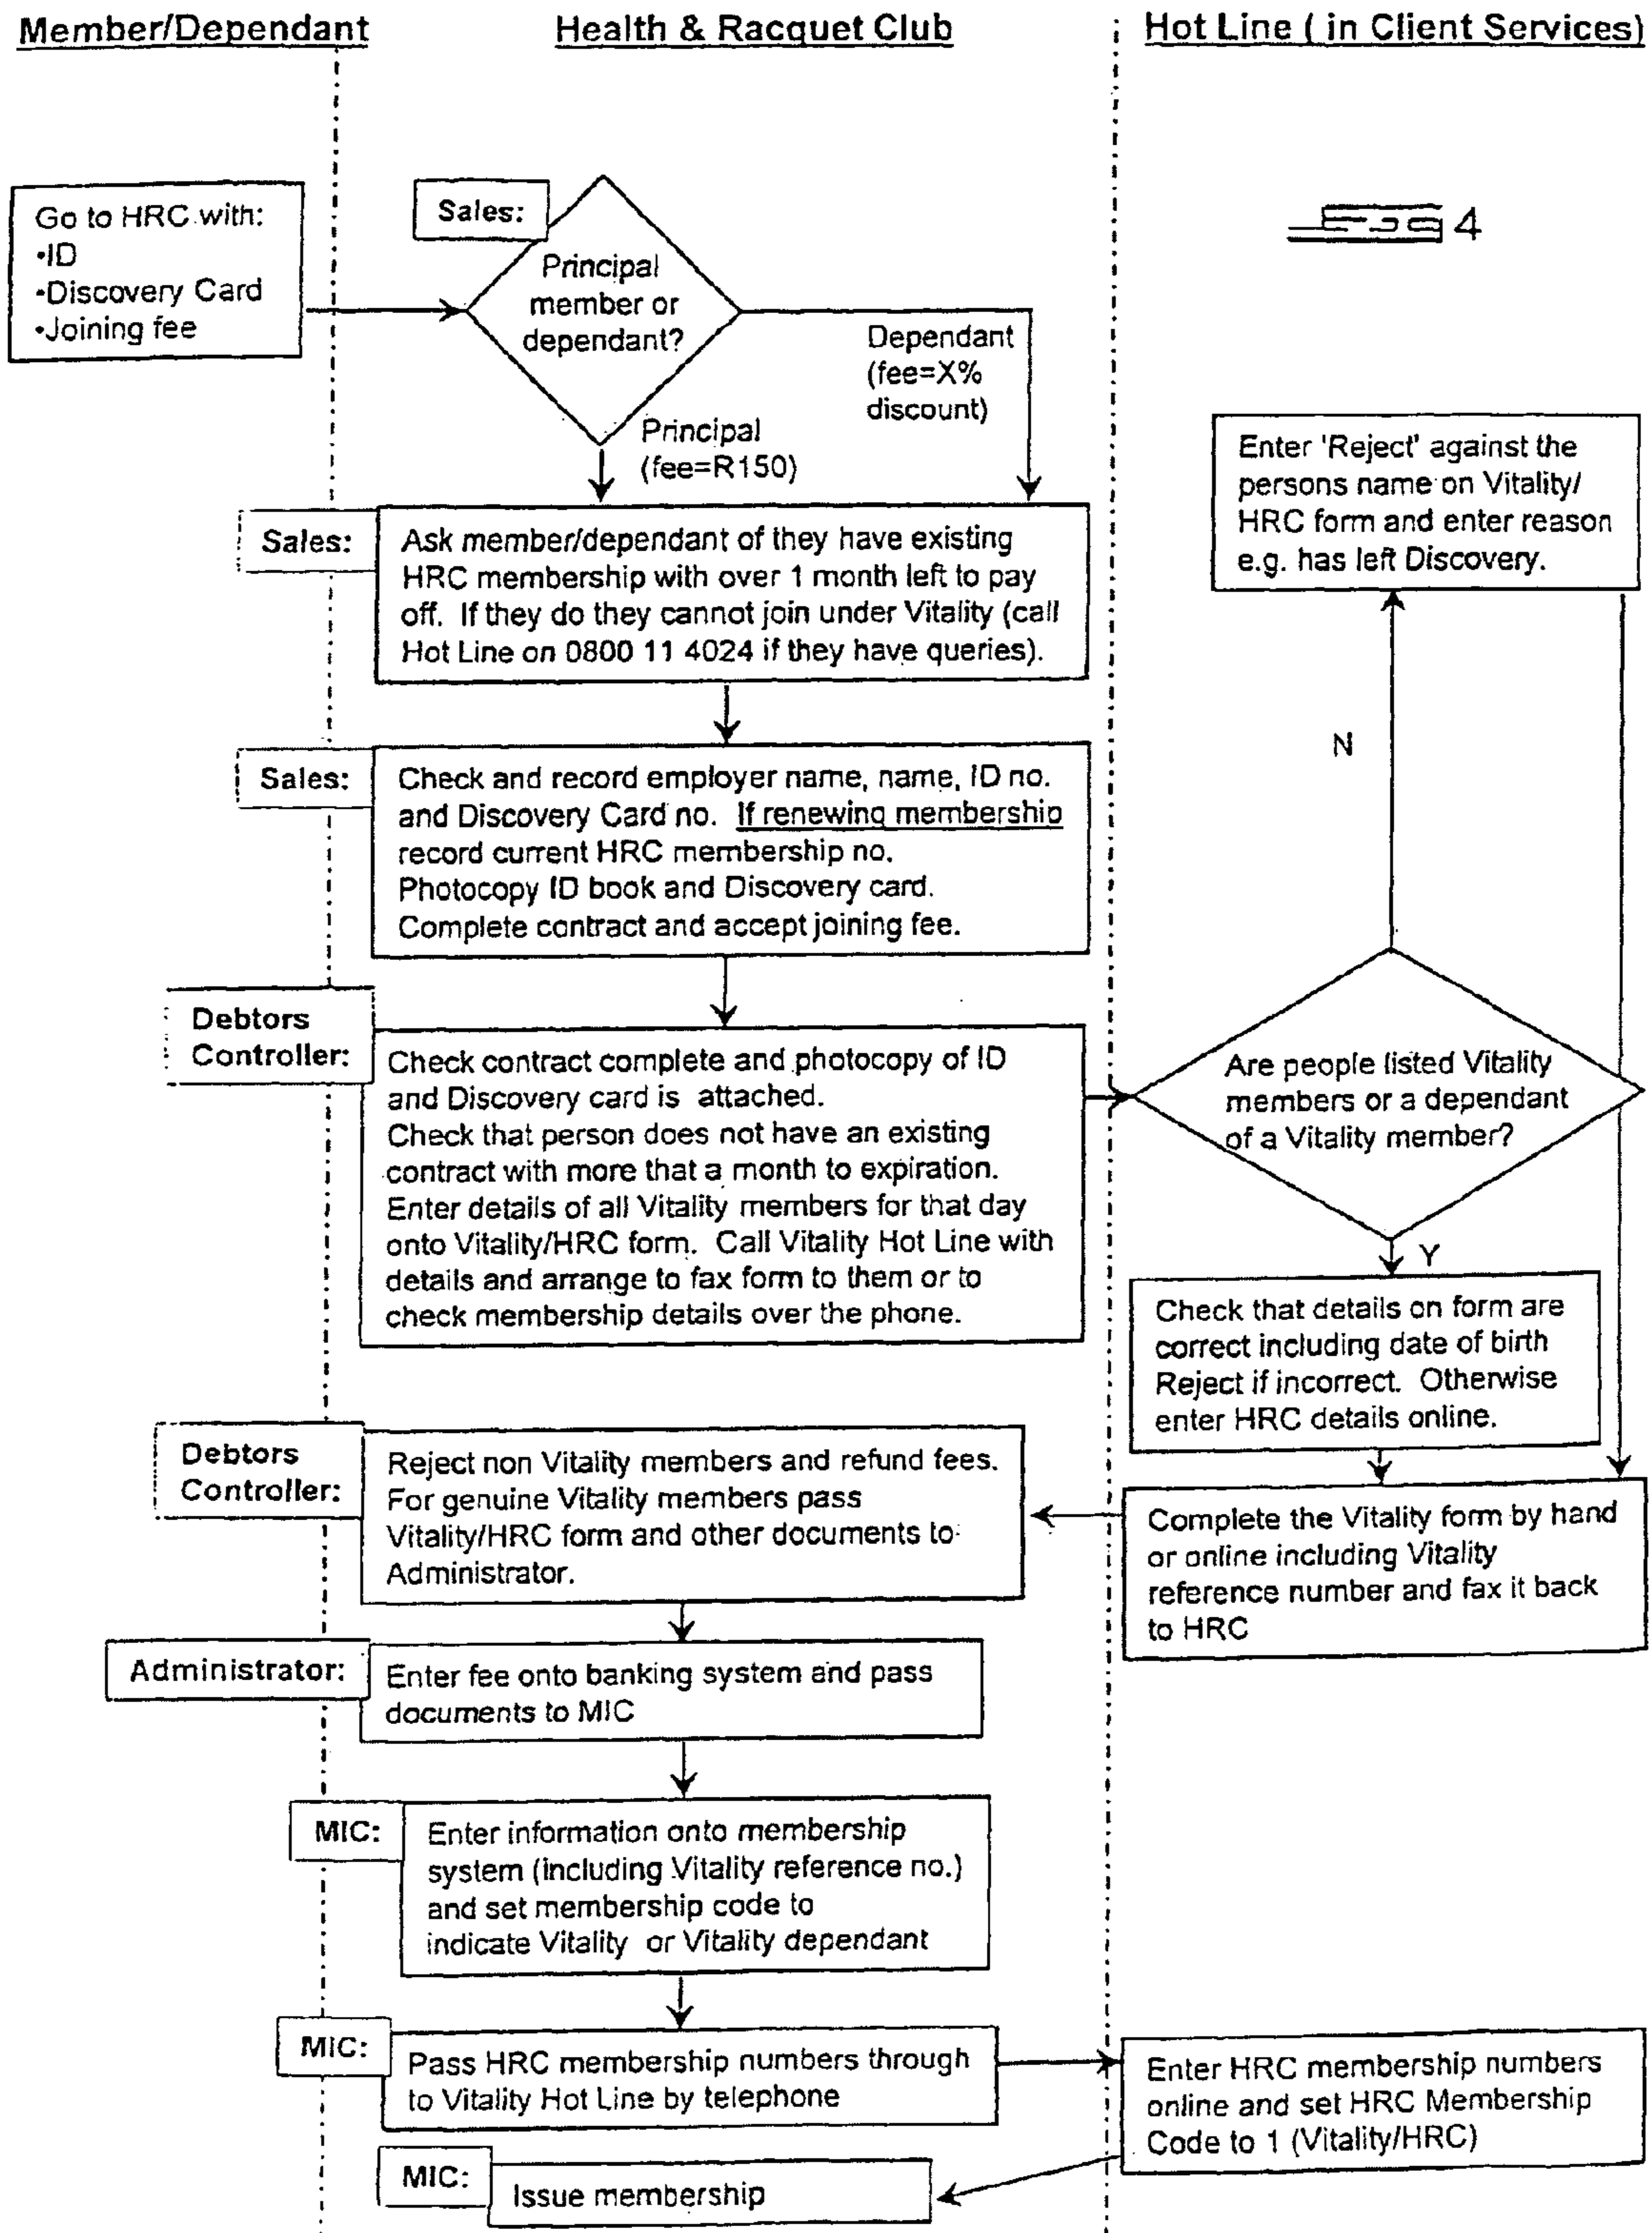 Member/Dependant
Health & Racquet Club
Hot Line ( in Client Services)
Go to HRC with:
•ID
•Discovery Card
•Joining fee
Sales:
Principal
member or
dependant?
Dependant
(fee=X%
discount)
Principal
(fee=R150)
4
Sales:
Ask member/dependant of they have existing
HRC membership with over 1 month left to pay
off. If they do they cannot join under Vitality (call
Hot Line on 0800 11 4024 if they have queries).
Sales:
Check and record employer name, name, ID no.
and Discovery Card no. If renewing membership
record current HRC membership no.
Photocopy ID book and Discovery card.
Complete contract and accept joining fee.
Debtors
Controller:
Check contract complete and photocopy of ID
and Discovery card is attached.
Check that person does not have an existing
contract with more that a month to expiration.
Enter details of all Vitality members for that day
onto Vitality/HRC form. Call Vitality Hot Line with
details and arrange to fax form to them or to
check membership details over the phone.
Are people listed Vitality
members or a dependant
of a Vitality member?
N
Enter 'Reject' against the
persons name on Vitality/
HRC form and enter reason
e.g. has left Discovery.
Y
Check that details on form are
correct including date of birth
Reject if incorrect. Otherwise
enter HRC details online.
Complete the Vitality form by hand
or online including Vitality
reference number and fax it back
to HRC
Debtors
Controller:
Reject non Vitality members and refund fees.
For genuine Vitality members pass
Vitality/HRC form and other documents to
Administrator.
Administrator:
Enter fee onto banking system and pass
documents to MIC
MIC:
Enter information onto membership
system (including Vitality reference no.)
and set membership code to
indicate Vitality or Vitality dependant
MIC:
Pass HRC membership numbers through
to Vitality Hot Line by telephone
Enter HRC membership numbers
online and set HRC Membership
Code to 1 (Vitality/HRC)
MIC:
Issue membership